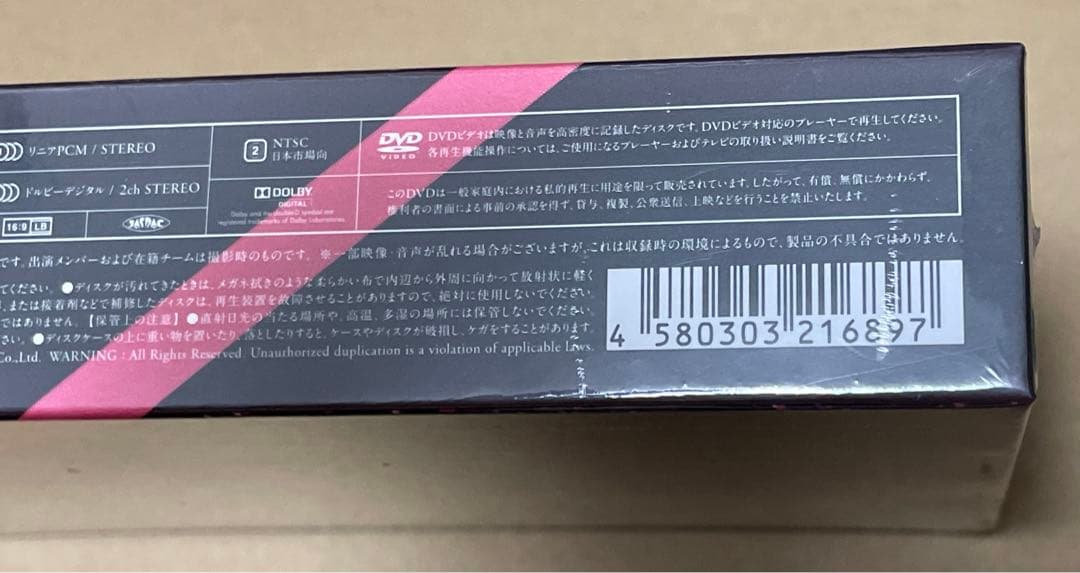 リニアPCM / STEREO
ドルビーデジタル / 2ch STEREO
16:9 LB
2
NTSC
日本市場向
DOLBY
DIGITAL
Dolby and the double-D symbol are
registered trademarks of Dolby Laboratories.
DVD
VIDEO
DVDビデオは映像と音声を高密度に記録したディスクです。DVDビデオ対応のプレーヤーで再生してください。
各再生機能操作については、ご使用になるプレーヤーおよびテレビの取り扱い説明書をご覧ください。
このDVDは一般家庭内における私的再生に用途を限って販売されています。したがって、有償、無償にかかわらず、
権利者の書面による事前の承認を得ず、貸与、複製、公衆送信、上映などを行うことを禁止いたします。
です。出演メンバーおよび在籍チームは撮影時のものです。 ※一部映像・音声が乱れる場合がございますが、これは収録時の環境によるもので、製品の不具合ではありません。
てください。●ディスクが汚れてきたときは、メガネ拭きのような柔らかい布で内辺から外周に向かって放射状に軽く
または接着剤などで補修したディスクは、再生装置を故障させることがありますので、絶対に使用しないでください。
ではありません。【保管上の注意】●直射日光の当たる場所や、高温、多湿の場所には保管しないでください。
さい。●ディスクケースの上に重い物を置いたり、落としたりすると、ケースやディスクが破損し、ケガをすることがあります。
Co.,Ltd. WARNING : All Rights Reserved. Unauthorized duplication is a violation of applicable laws.
4 580303 216897